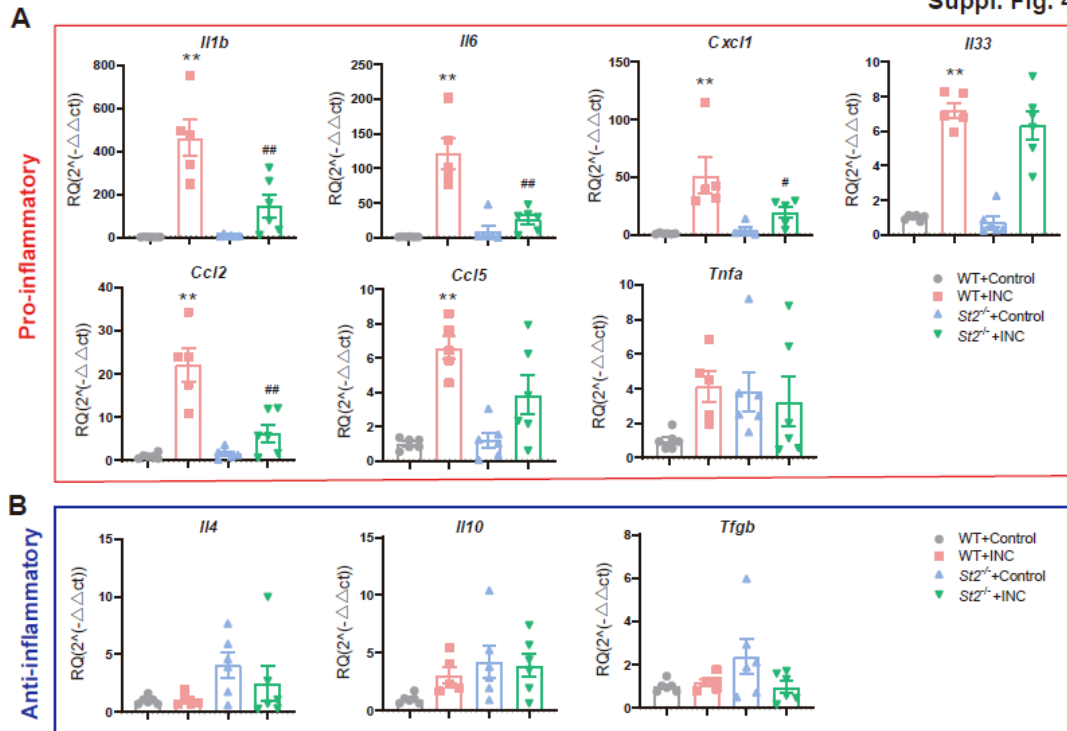 Suppl. Fig. 4
A
Pro-inflammatory
Il1b
RQ(2^(-△△ct))
800
600
400
200
0
**
##
Il6
RQ(2^(-△△ct))
250
200
150
100
50
0
**
##
Cxcl1
RQ(2^(-△△ct))
150
100
50
0
**
#
Il33
RQ(2^(-△△ct))
10
8
6
4
2
0
**
Ccl2
RQ(2^(-△△ct))
40
30
20
10
0
**
##
Ccl5
RQ(2^(-△△ct))
10
8
6
4
2
0
**
Tnfa
RQ(2^(-△△ct))
10
8
6
4
2
0
WT+Control
WT+INC
St2-/-+Control
St2-/-+INC
B
Anti-inflammatory
Il4
RQ(2^(-△△ct))
15
10
5
0
Il10
RQ(2^(-△△ct))
15
10
5
0
Tfgb
RQ(2^(-△△ct))
8
6
4
2
0
WT+Control
WT+INC
St2-/-+Control
St2-/-+INC